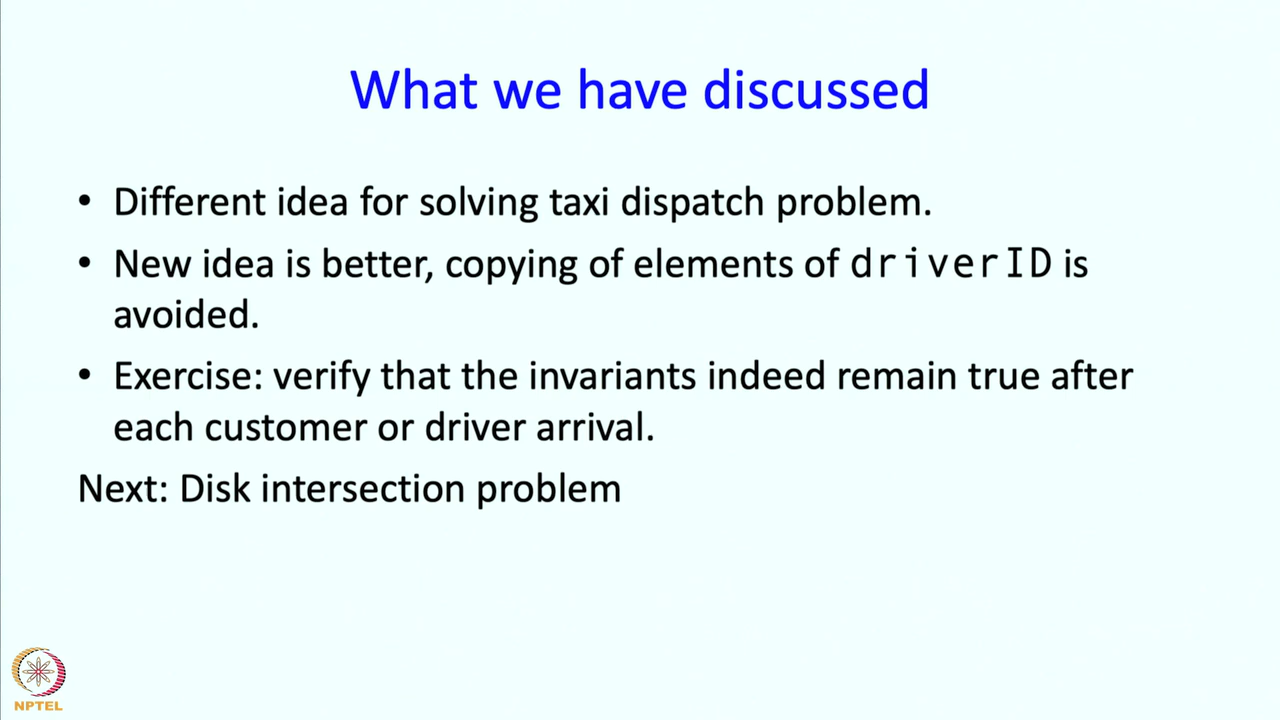 What we have discussed
• Different idea for solving taxi dispatch problem.
• New idea is better, copying of elements of driverID is
avoided.
• Exercise: verify that the invariants indeed remain true after
each customer or driver arrival.
Next: Disk intersection problem
NPTEL